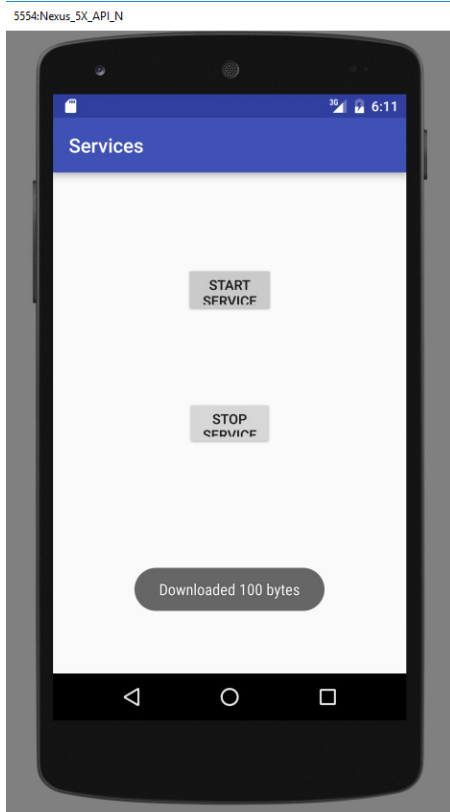 5554:Nexus_5X_API_N
3G 6:11
Services
START
SERVICE
STOP
SERVICE
Downloaded 100 bytes